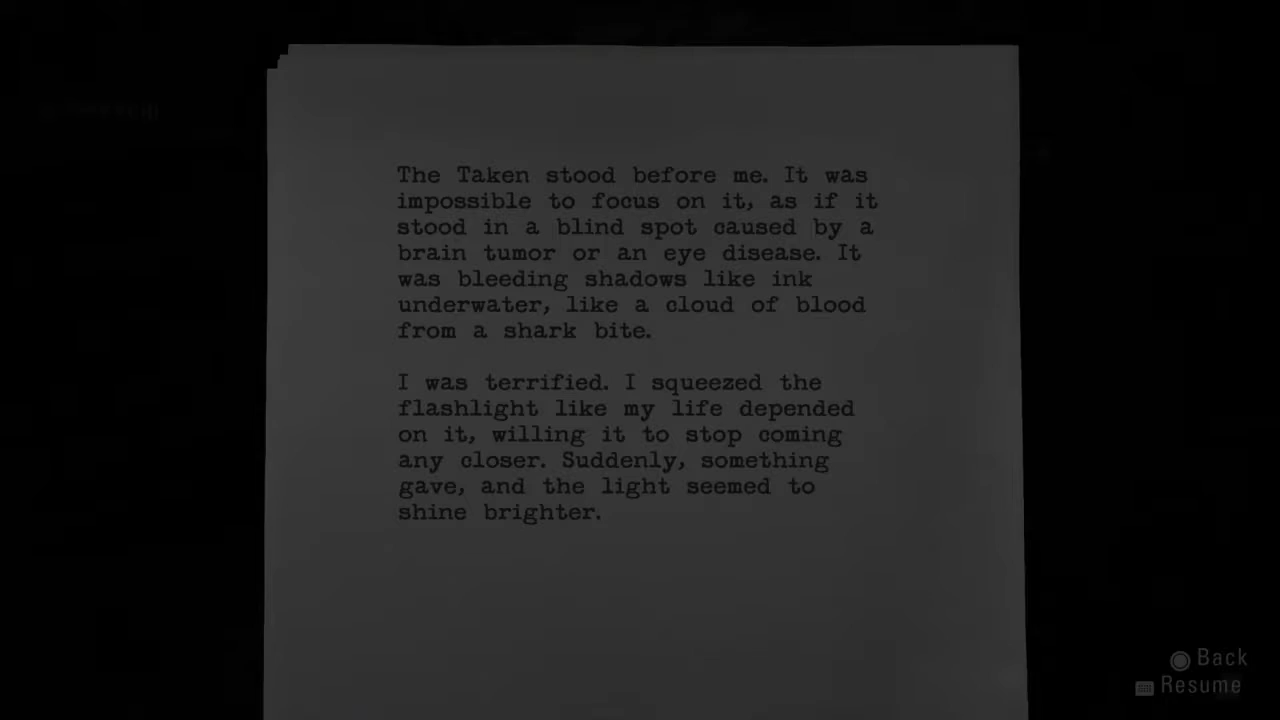 The Taken stood before me. It was
impossible to focus on it, as if it
stood in a blind spot caused by a
brain tumor or an eye disease. It
was bleeding shadows like ink
underwater, like a cloud of blood
from a shark bite.
I was terrified. I squeezed the
flashlight like my life depended
on it, willing it to stop coming
any closer. Suddenly, something
gave, and the light seemed to
shine brighter.
Back
Resume